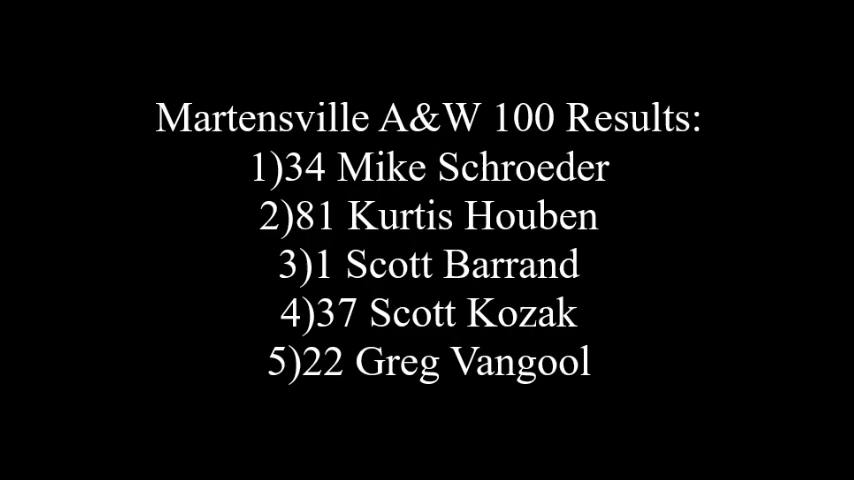 Martensville A&W 100 Results:
1)34 Mike Schroeder
2)81 Kurtis Houben
3)1 Scott Barrand
4)37 Scott Kozak
5)22 Greg Vangool